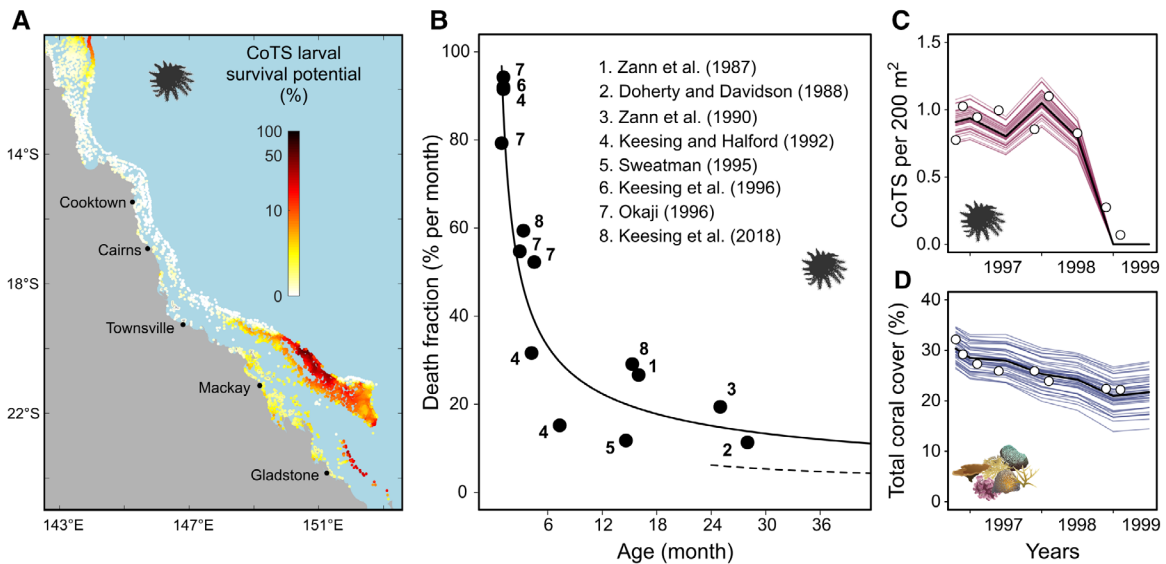 A
CoTS larval
survival potential
(%)
100
50
10
0
14°S
18°S
22°S
Cooktown
Cairns
Townsville
Mackay
Gladstone
143°E 147°E 151°E
B
Death fraction (% per month)
100
80
60
40
20
0
7
6
4
7
8
7
7
4
4
8
1
5
3
2
1. Zann et al. (1987)
2. Doherty and Davidson (1988)
3. Zann et al. (1990)
4. Keesing and Halford (1992)
5. Sweatman (1995)
6. Keesing et al. (1996)
7. Okaji (1996)
8. Keesing et al. (2018)
6 12 18 24 30 36
Age (month)
C
CoTS per 200 m²
1.5
1.0
0.5
0.0
1997 1998 1999
D
Total coral cover (%)
40
30
20
10
0
1997 1998 1999
Years